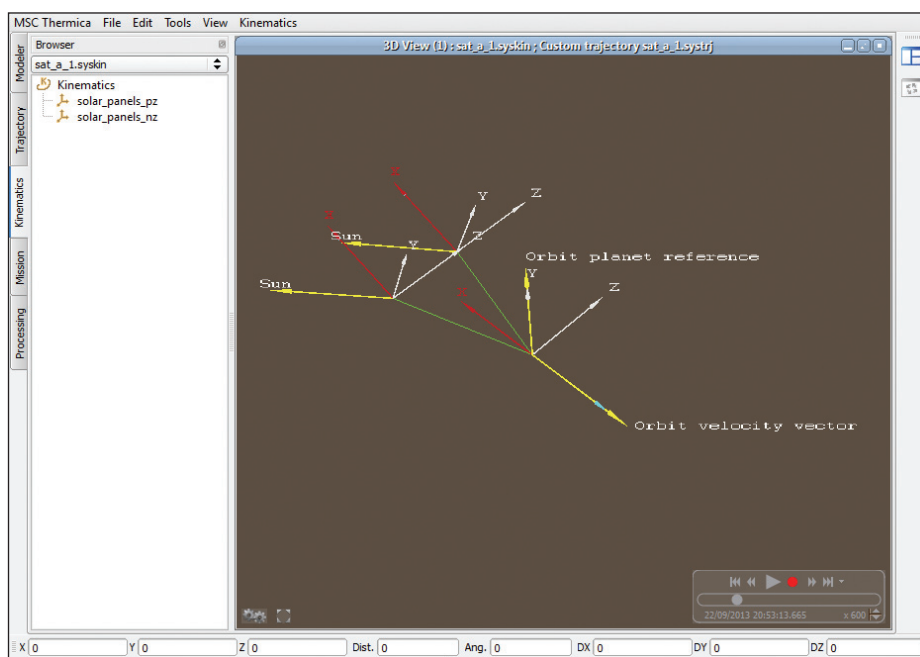 MSC Thermica File Edit Tools View Kinematics
Browser
3D View (1) : sat_a_1.syskin ; Custom trajectory sat_a_1.systrj
sat_a_1.syskin
Kinematics
solar_panels_pz
solar_panels_nz
Modeler
Trajectory
Kinematics
Mission
Processing
Y
Z
Sun
Y
Z
Sun
Orbit planet reference
Y
Z
Orbit velocity vector
22/09/2013 20:53:13.665 x 600
X 0 Y 0 Z 0 Dist. 0 Ang. 0 DX 0 DY 0 DZ 0